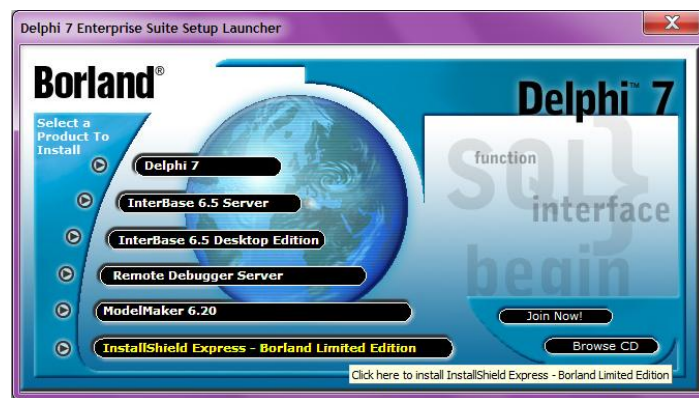 Delphi 7 Enterprise Suite Setup Launcher
Borland®
Delphi™ 7
Select a
Product To
Install
Delphi 7
InterBase 6.5 Server
InterBase 6.5 Desktop Edition
Remote Debugger Server
ModelMaker 6.20
InstallShield Express - Borland Limited Edition
function
SQL}
interface
begin
Join Now!
Browse CD
Click here to install InstallShield Express - Borland Limited Edition